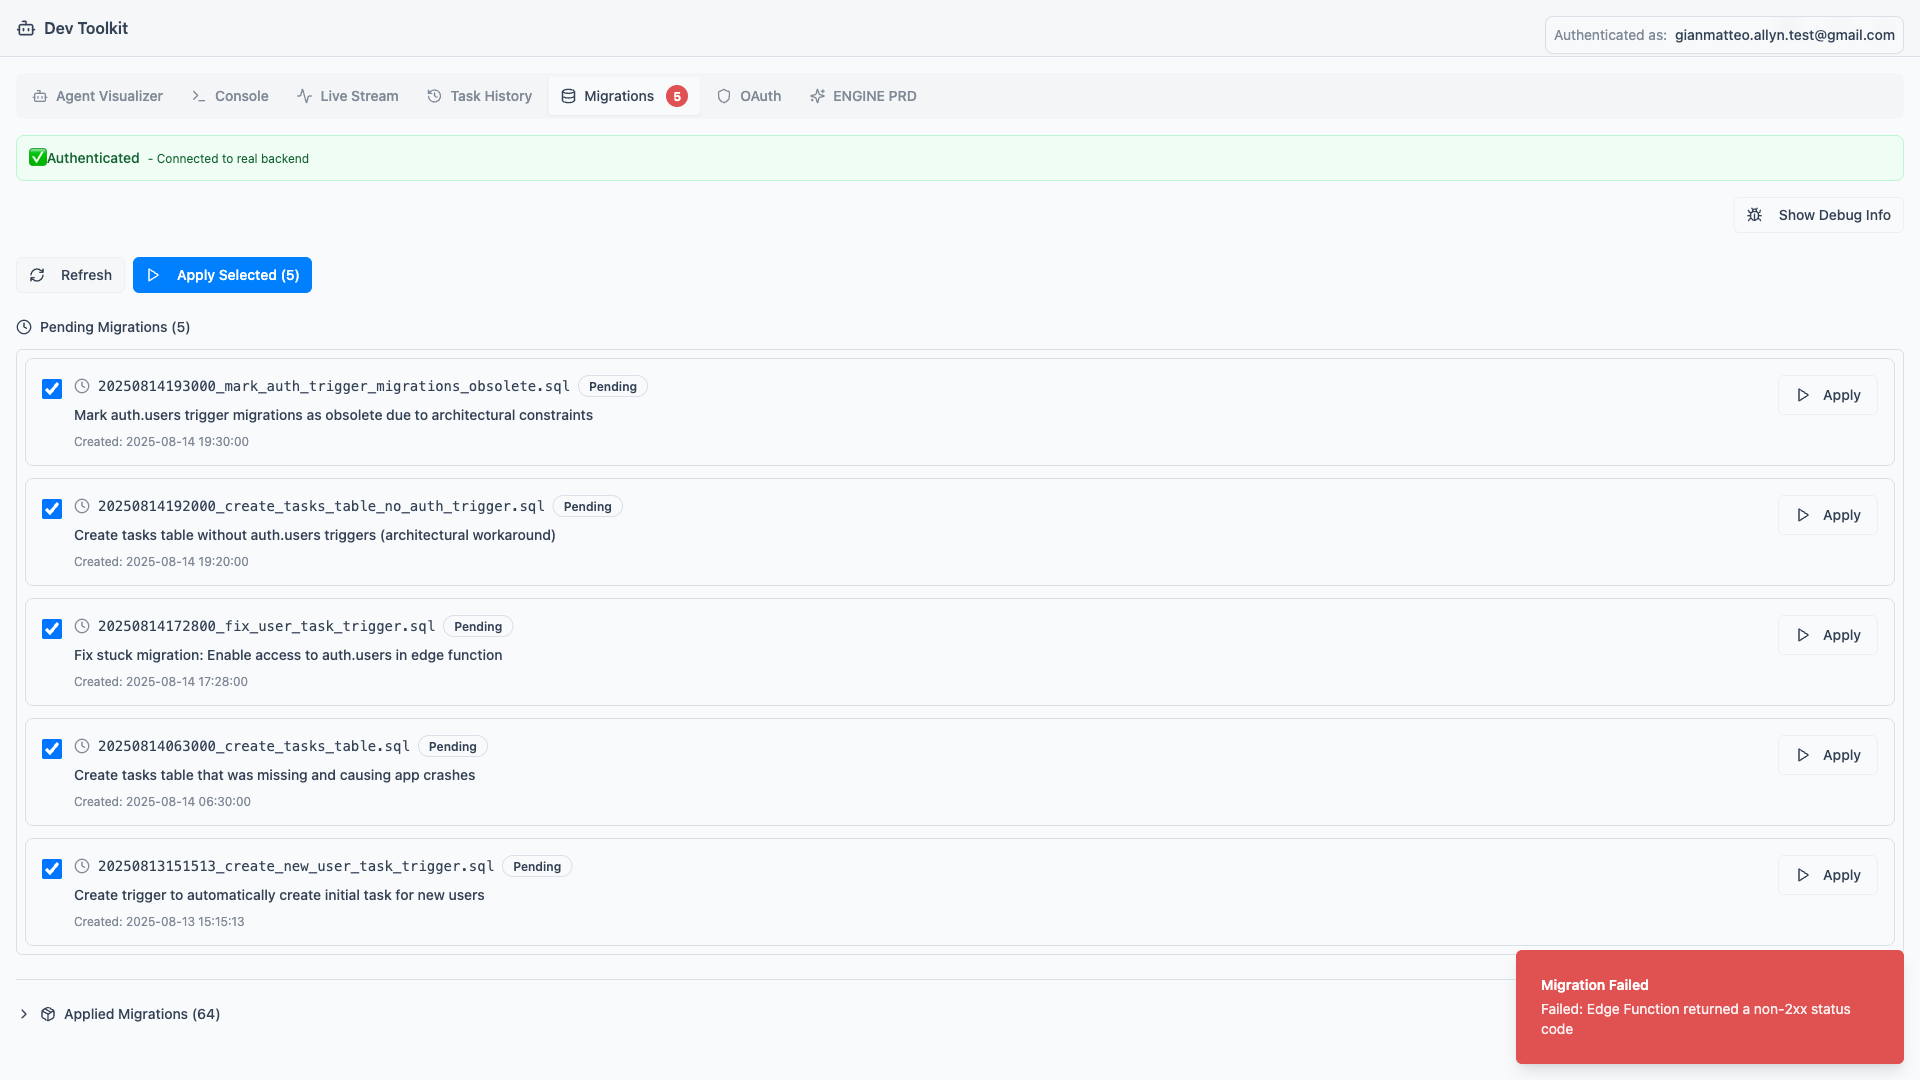 Dev Toolkit
Authenticated as: gianmatteo.allyn.test@gmail.com
Agent Visualizer
Console
Live Stream
Task History
Migrations 5
OAuth
ENGINE PRD
✅Authenticated - Connected to real backend
Show Debug Info
Refresh
Apply Selected (5)
Pending Migrations (5)
20250814193000_mark_auth_trigger_migrations_obsolete.sql Pending
Apply
Mark auth.users trigger migrations as obsolete due to architectural constraints
Created: 2025-08-14 19:30:00
20250814192000_create_tasks_table_no_auth_trigger.sql Pending
Apply
Create tasks table without auth.users triggers (architectural workaround)
Created: 2025-08-14 19:20:00
20250814172800_fix_user_task_trigger.sql Pending
Apply
Fix stuck migration: Enable access to auth.users in edge function
Created: 2025-08-14 17:28:00
20250814063000_create_tasks_table.sql Pending
Apply
Create tasks table that was missing and causing app crashes
Created: 2025-08-14 06:30:00
20250813151513_create_new_user_task_trigger.sql Pending
Apply
Create trigger to automatically create initial task for new users
Created: 2025-08-13 15:15:13
Applied Migrations (64)
Migration Failed
Failed: Edge Function returned a non-2xx status
code